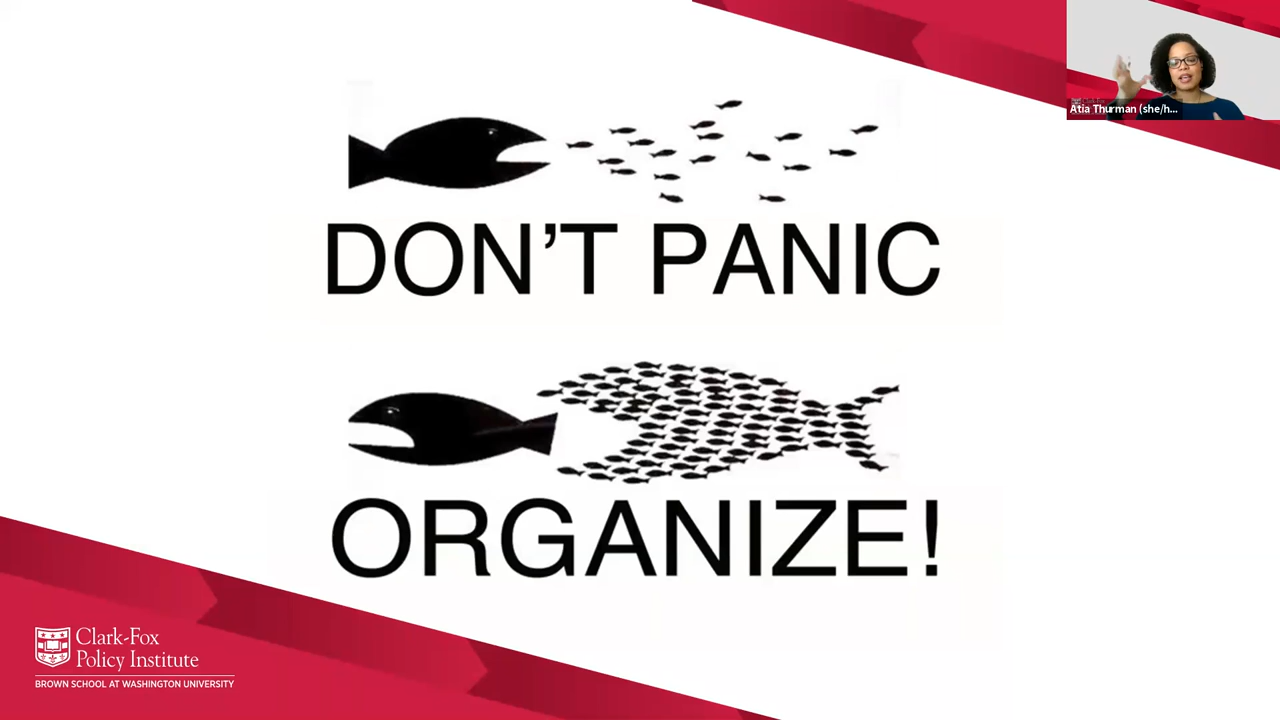 Atia Thurman (she/h...
DON'T PANIC
ORGANIZE!
Clark-Fox
Policy Institute
BROWN SCHOOL AT WASHINGTON UNIVERSITY